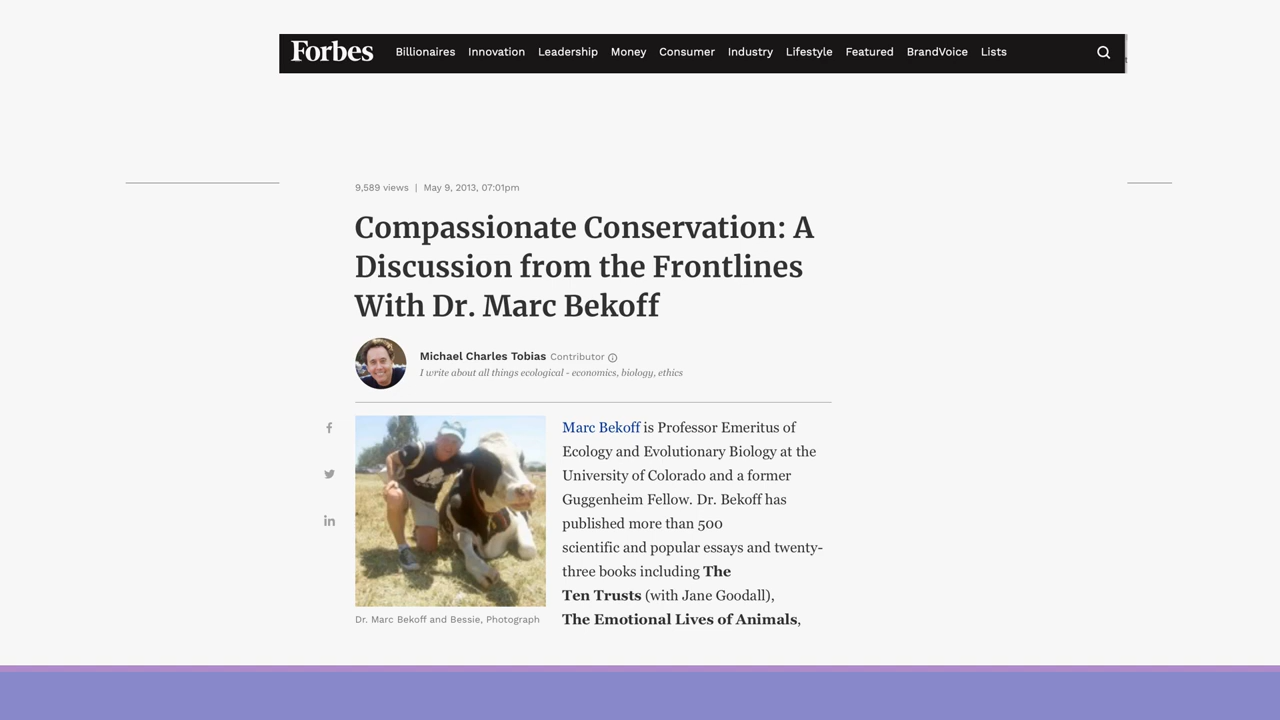 Forbes Billionaires Innovation Leadership Money Consumer Industry Lifestyle Featured BrandVoice Lists
9,589 views | May 9, 2013, 07:01pm
Compassionate Conservation: A
Discussion from the Frontlines
With Dr. Marc Bekoff
Michael Charles Tobias Contributor
I write about all things ecological - economics, biology, ethics
Marc Bekoff is Professor Emeritus of
Ecology and Evolutionary Biology at the
University of Colorado and a former
Guggenheim Fellow. Dr. Bekoff has
published more than 500
scientific and popular essays and twenty-
three books including The
Ten Trusts (with Jane Goodall),
The Emotional Lives of Animals,
Dr. Marc Bekoff and Bessie, Photograph